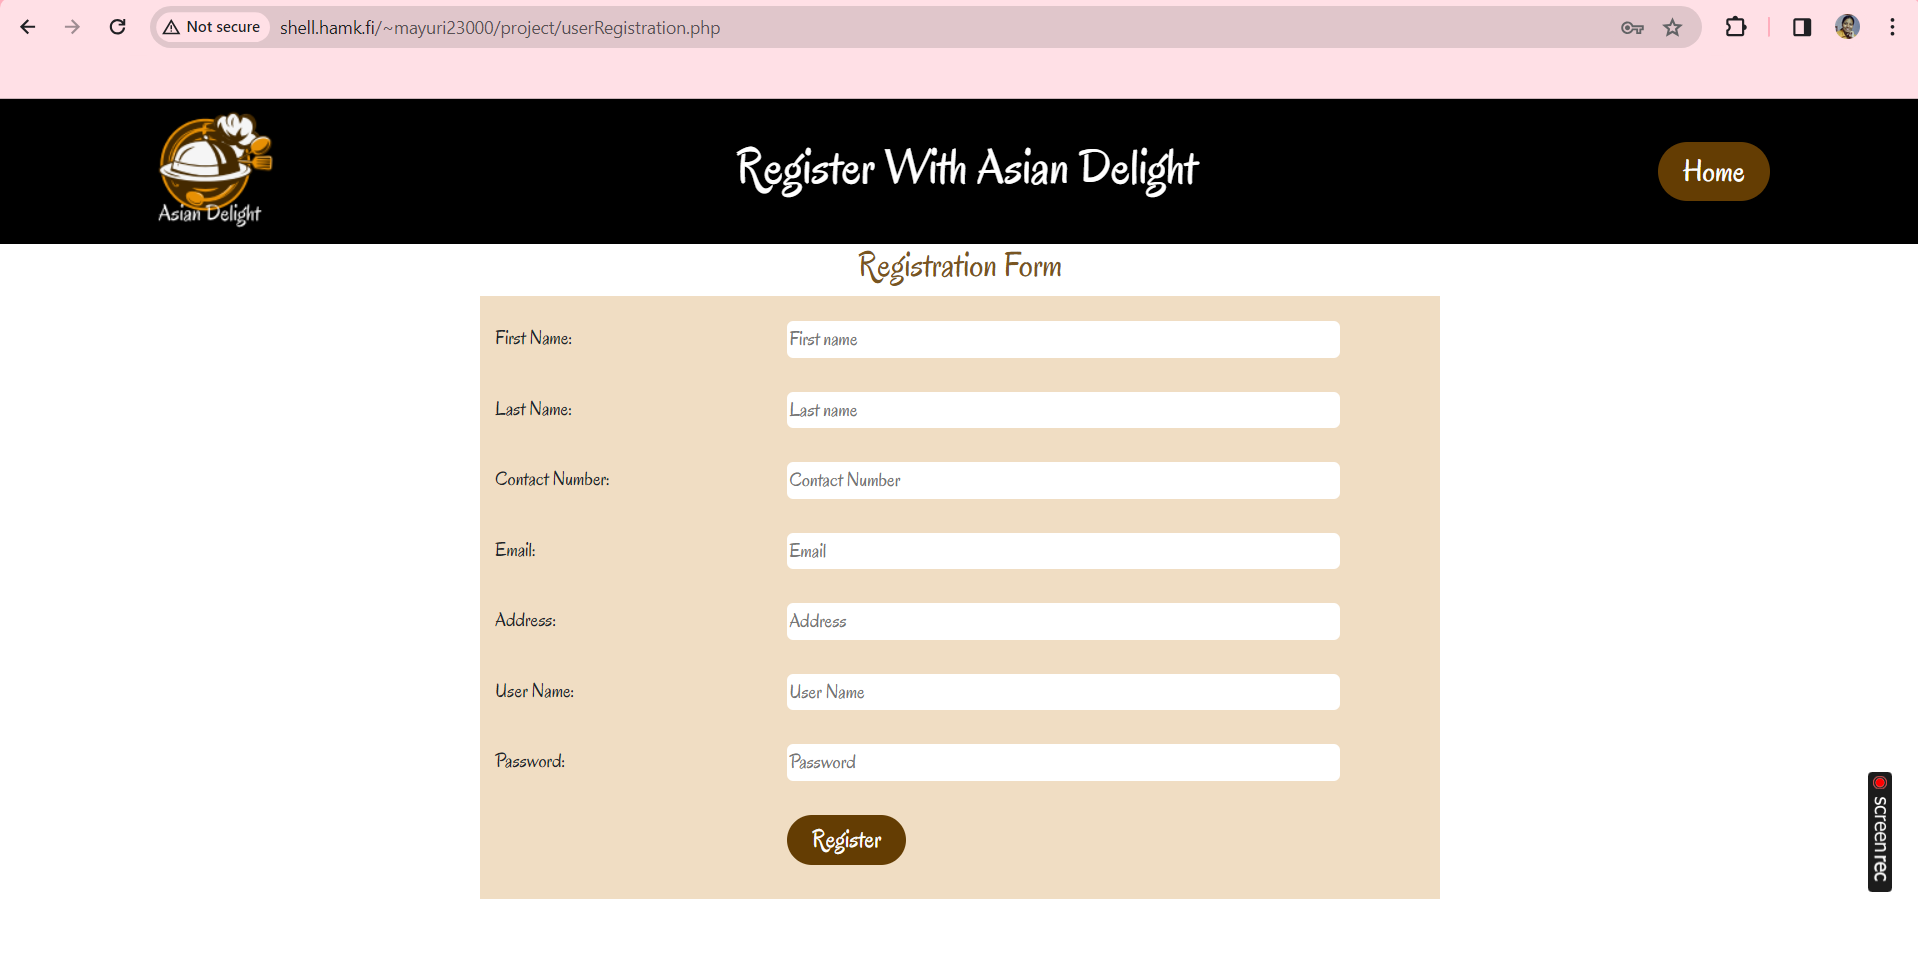 Not secure shell.hamk.fi/~mayuri23000/project/userRegistration.php
Asian Delight
Register With Asian Delight
Home
Registration Form
First Name: First name
Last Name: Last name
Contact Number: Contact Number
Email: Email
Address: Address
User Name: User Name
Password: Password
Register
screen rec